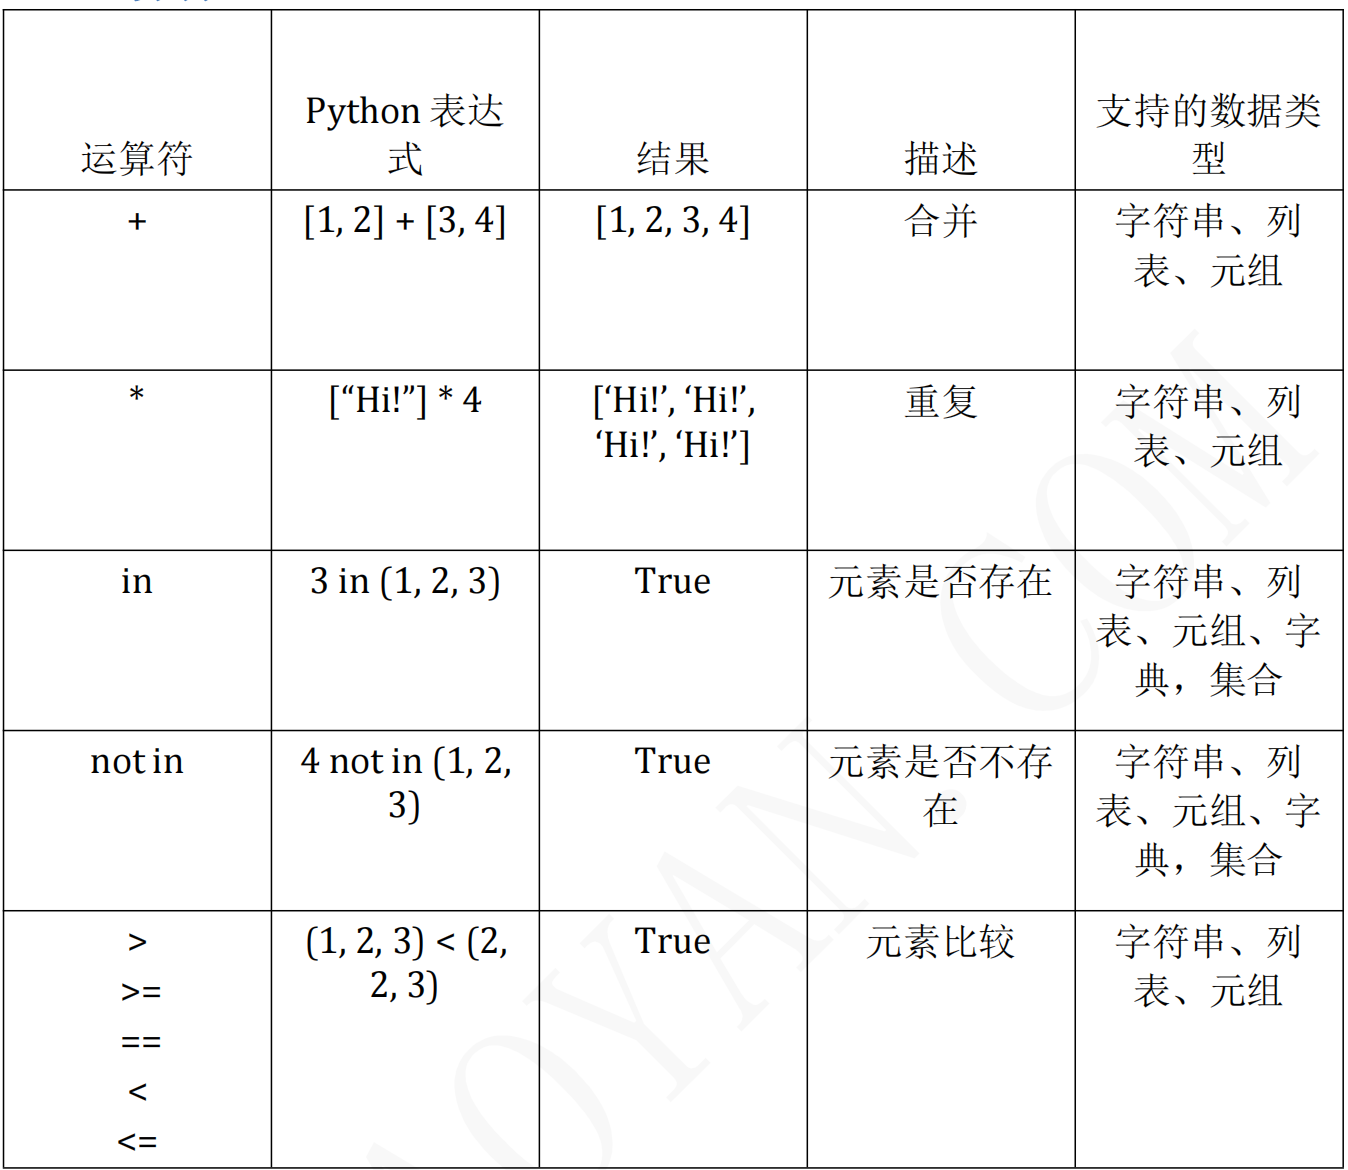 运算符
Python 表达
式
结果
描述
支持的数据类
型
+
[1, 2] + [3, 4]
[1, 2, 3, 4]
合并
字符串、列
表、元组
*
[“Hi!”] * 4
[‘Hi!’, ‘Hi!’,
‘Hi!’, ‘Hi!’]
重复
字符串、列
表、元组
in
3 in (1, 2, 3)
True
元素是否存在
字符串、列
表、元组、字
典，集合
not in
4 not in (1, 2,
3)
True
元素是否不存
在
字符串、列
表、元组、字
典，集合
>
>=
==
<
<=
(1, 2, 3) < (2,
2, 3)
True
元素比较
字符串、列
表、元组
AOYAN.COM